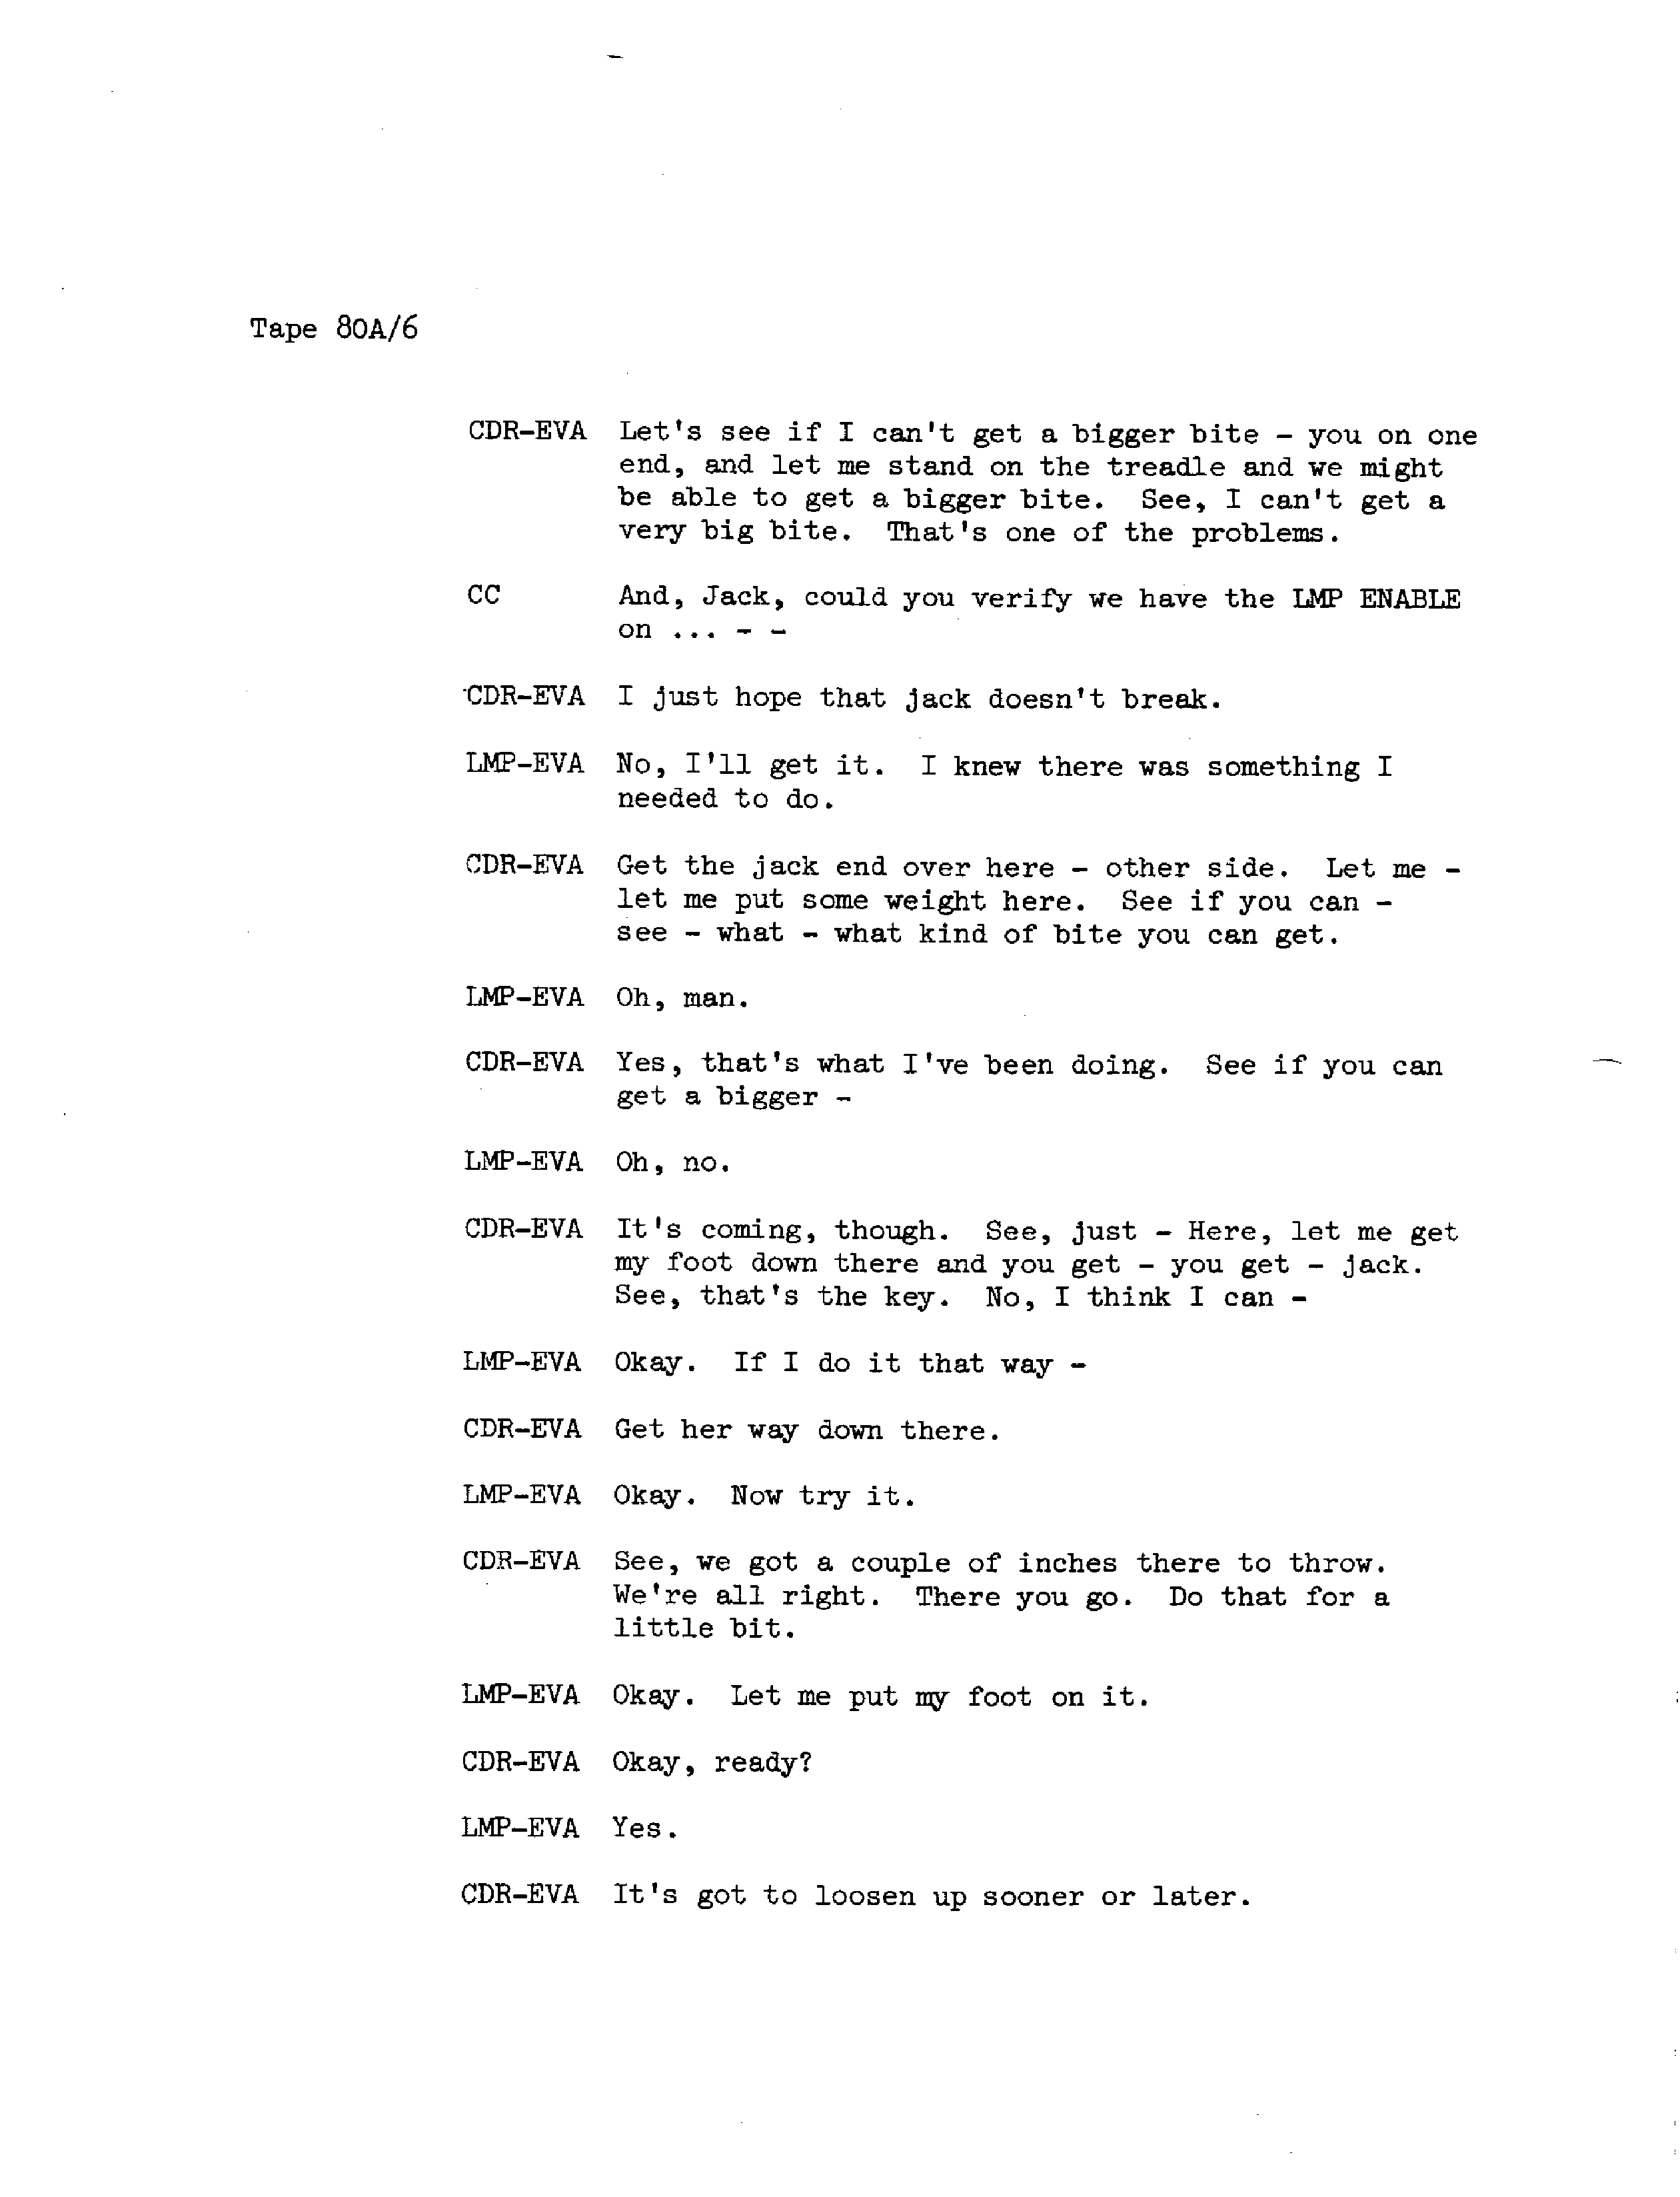 Tape 80A/6
CDR-EVA Let's see if I can't get a bigger bite - you on one
end, and let me stand on the treadle and we might
be able to get a bigger bite. See, I can't get a
very big bite. That's one of the problems.
CC And, Jack, could you verify we have the LMP ENABLE
on ... - -
CDR-EVA I just hope that jack doesn't break.
LMP-EVA No, I'll get it. I knew there was something I
needed to do.
CDR-EVA Get the jack end over here - other side. Let me -
let me put some weight here. See if you can -
see - what - what kind of bite you can get.
LMP-EVA Oh, man.
CDR-EVA Yes, that's what I've been doing. See if you can
get a bigger -
LMP-EVA Oh, no.
CDR-EVA It's coming, though. See, just - Here, let me get
my foot down there and you get - you get - jack.
See, that's the key. No, I think I can -
LMP-EVA Okay. If I do it that way -
CDR-EVA Get her way down there.
LMP-EVA Okay. Now try it.
CDR-EVA See, we got a couple of inches there to throw.
We're all right. There you go. Do that for a
little bit.
LMP-EVA Okay. Let me put my foot on it.
CDR-EVA Okay, ready?
LMP-EVA Yes.
CDR-EVA It's got to loosen up sooner or later.